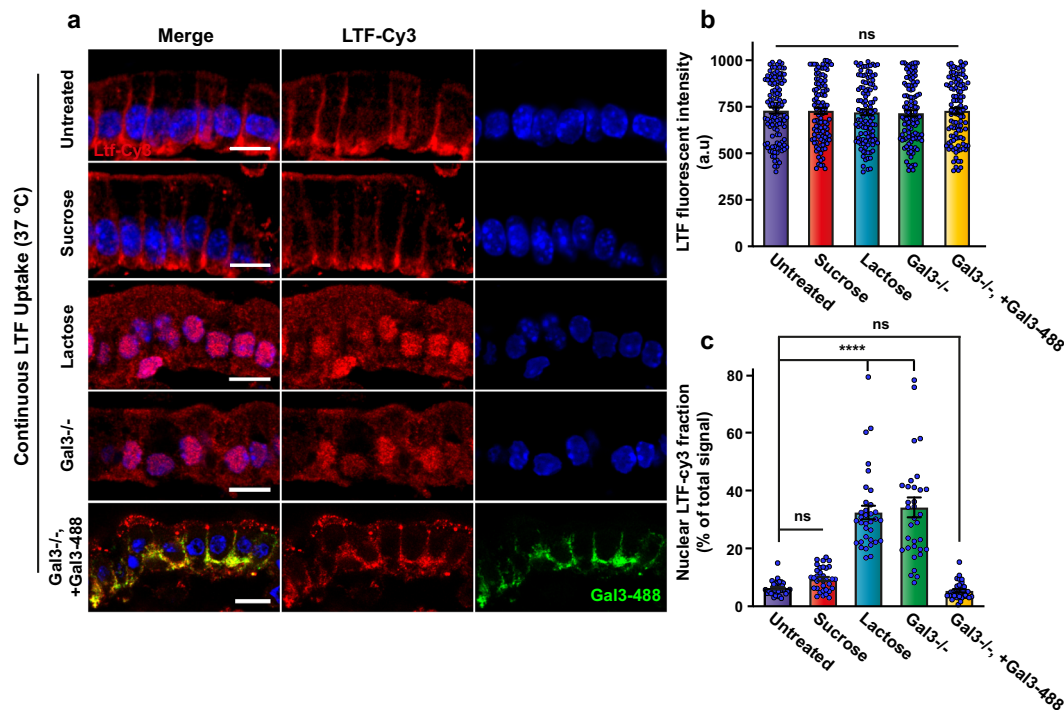 a
Merge
LTF-Cy3
Continuous LTF Uptake (37 °C)
Untreated
Ltf-Cy3
Sucrose
Lactose
Gal3-/-
Gal3-/-,
+Gal3-488
Gal3-488
b
ns
LTF fluorescent intensity
(a.u)
1000
750
500
250
0
Untreated
Sucrose
Lactose
Gal3-/-
Gal3-/-, +Gal3-488
c
ns
****
ns
Nuclear LTF-cy3 fraction
(% of total signal)
80
60
40
20
0
Untreated
Sucrose
Lactose
Gal3-/-
Gal3-/-, +Gal3-488